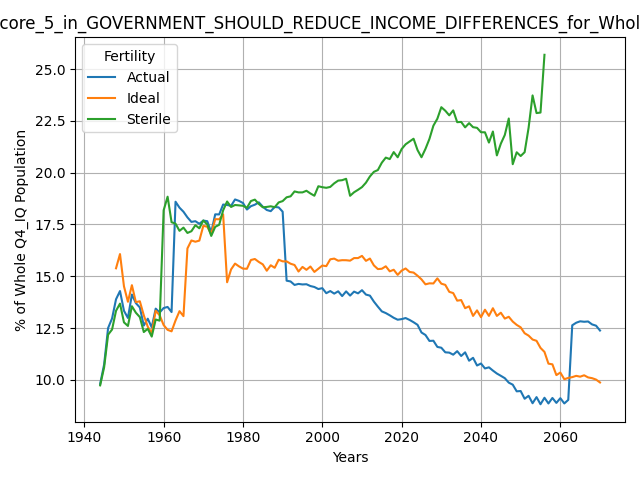 core_5_in_GOVERNMENT_SHOULD_REDUCE_INCOME_DIFFERENCES_for_Whol
Fertility
Actual
Ideal
Sterile
% of Whole Q4_IQ Population
25.0
22.5
20.0
17.5
15.0
12.5
10.0
1940 1960 1980 2000 2020 2040 2060
Years